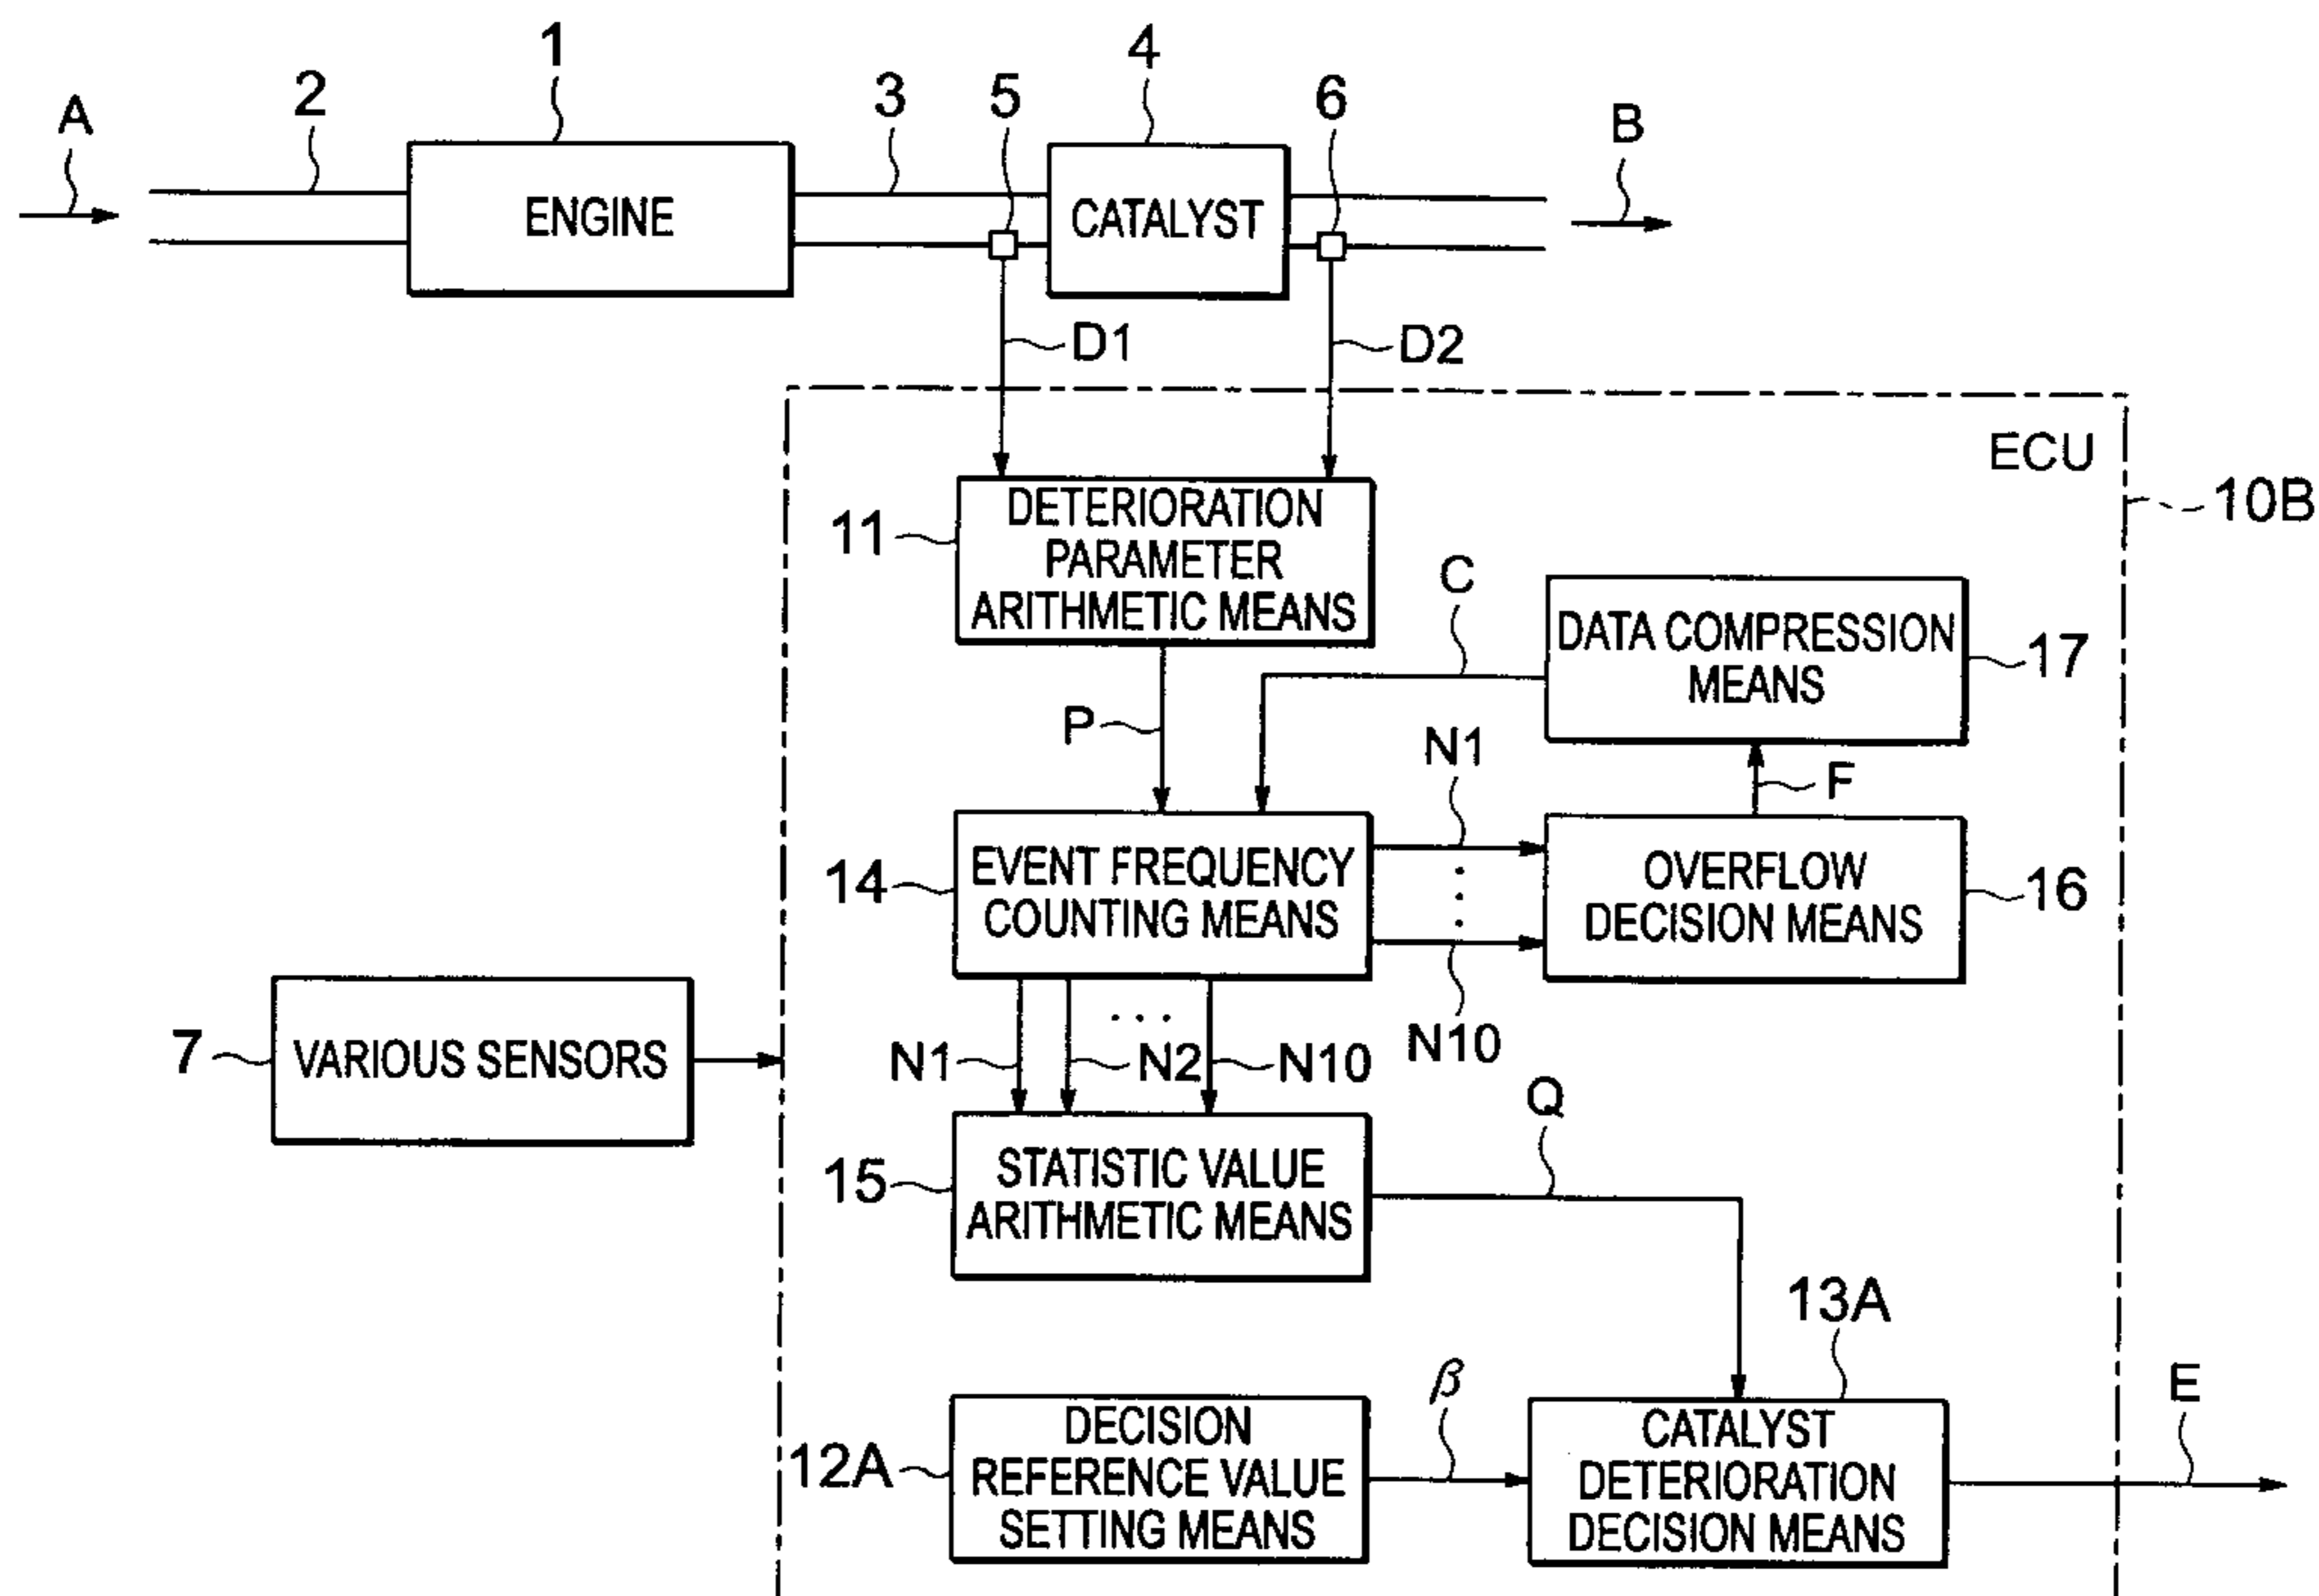 1
4
2
3
5
6
A
B
ENGINE
CATALYST
D1
D2
ECU
10B
11
DETERIORATION
PARAMETER
ARITHMETIC MEANS
C
DATA COMPRESSION
MEANS
17
P
N1
F
14
EVENT FREQUENCY
COUNTING MEANS
OVERFLOW
DECISION MEANS
16
N10
7
VARIOUS SENSORS
N1
N2
N10
Q
15
STATISTIC VALUE
ARITHMETIC MEANS
13A
12A
DECISION
REFERENCE VALUE
SETTING MEANS
β
CATALYST
DETERIORATION
DECISION MEANS
E